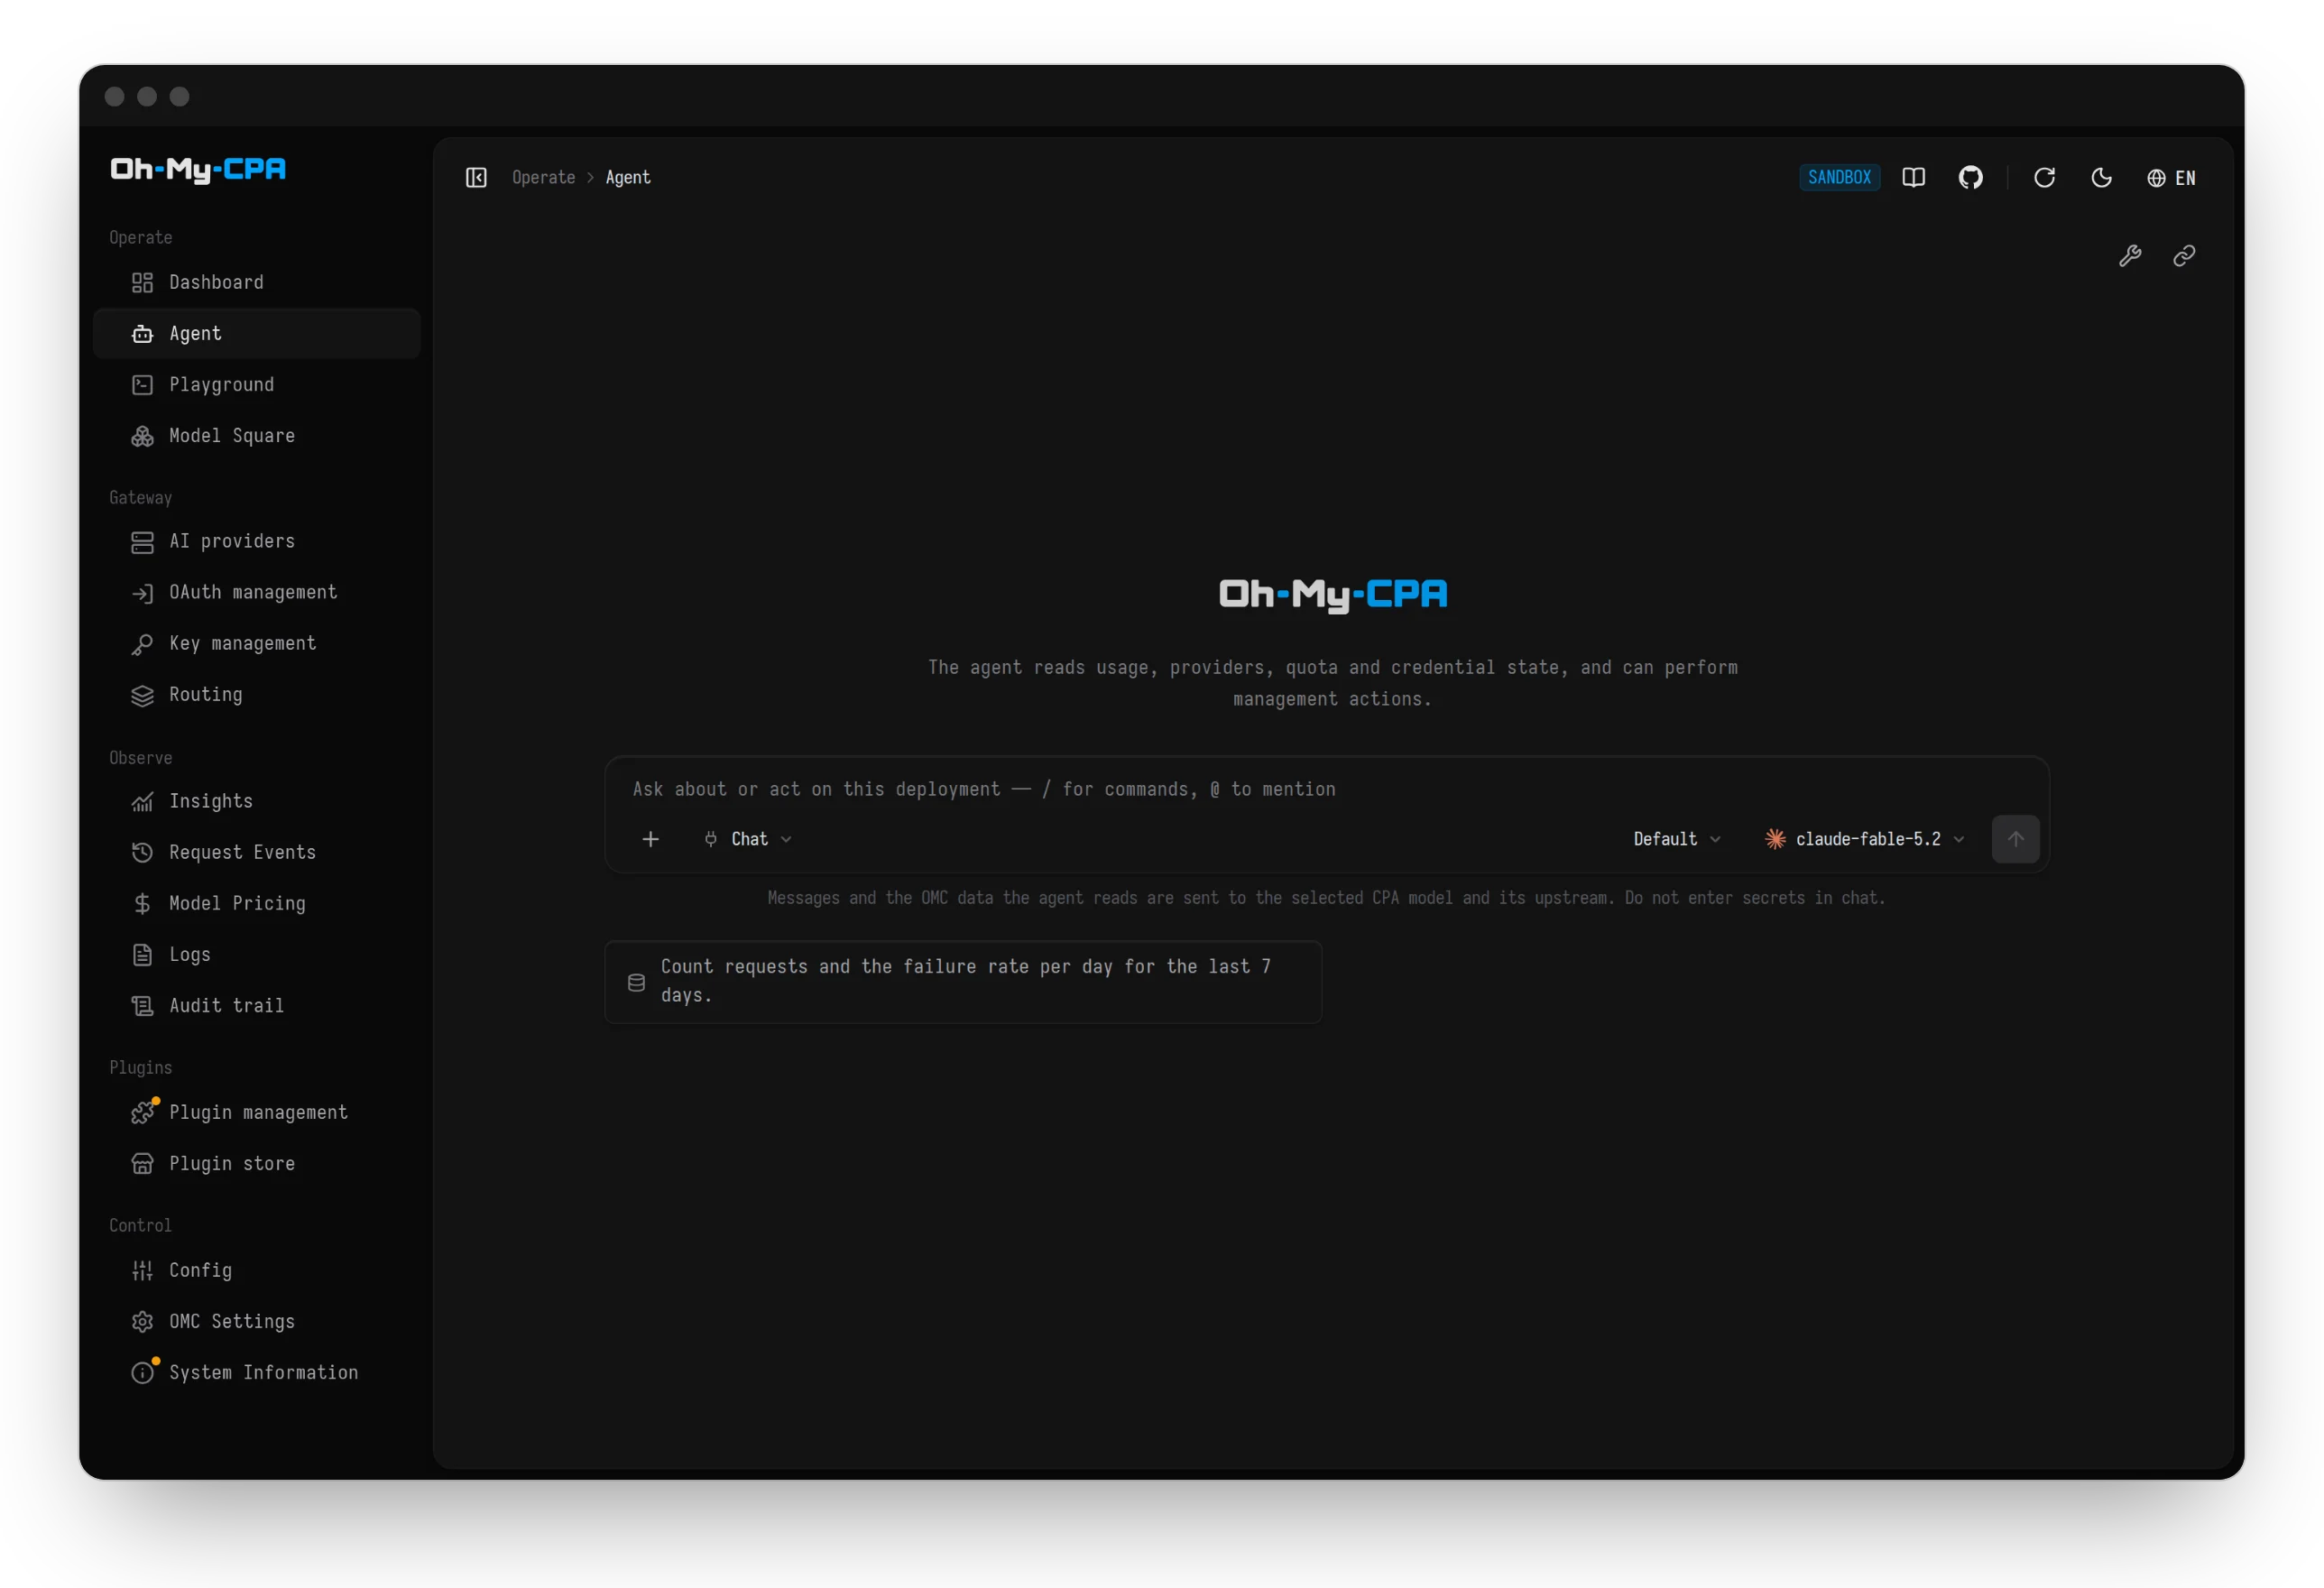 Oh-My-CPA
Operate
Dashboard
Agent
Playground
Model Square
Gateway
AI providers
OAuth management
Key management
Routing
Observe
Insights
Request Events
Model Pricing
Logs
Audit trail
Plugins
Plugin management
Plugin store
Control
Config
OMC Settings
System Information
Operate > Agent
SANDBOX
EN
Oh-My-CPA
The agent reads usage, providers, quota and credential state, and can perform
management actions.
Ask about or act on this deployment — / for commands, @ to mention
Chat
Default
claude-fable-5.2
Messages and the OMC data the agent reads are sent to the selected CPA model and its upstream. Do not enter secrets in chat.
Count requests and the failure rate per day for the last 7
days.